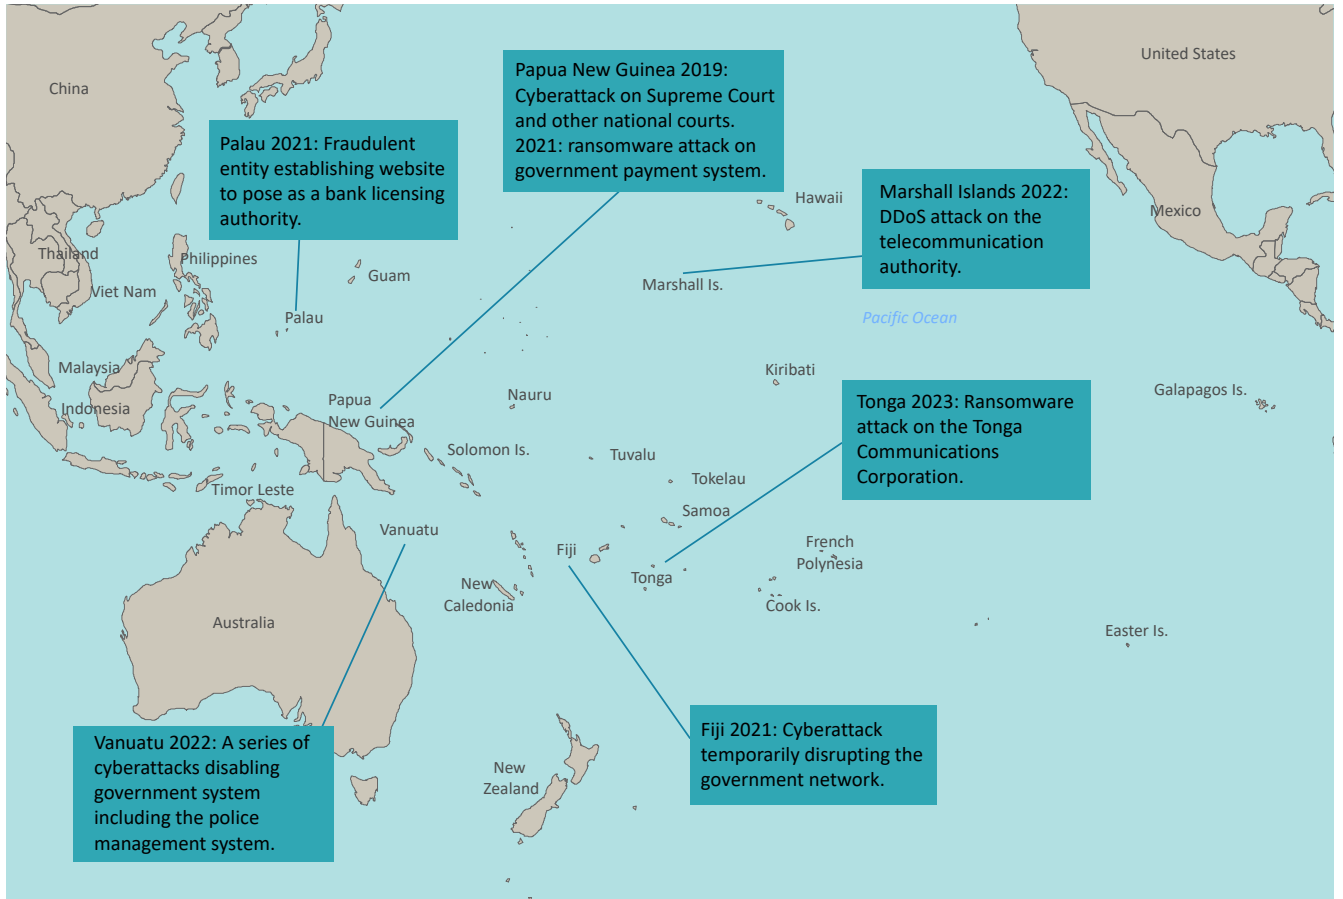 China
United States
Papua New Guinea 2019:
Cyberattack on Supreme Court
and other national courts.
2021: ransomware attack on
government payment system.
Palau 2021: Fraudulent
entity establishing website
to pose as a bank licensing
authority.
Marshall Islands 2022:
DDoS attack on the
telecommunication
authority.
Hawaii
Mexico
Thailand
Philippines
Guam
Viet Nam
Marshall Is.
Palau
Pacific Ocean
Malaysia
Kiribati
Indonesia
Papua
New Guinea
Nauru
Galapagos Is.
Tonga 2023: Ransomware
attack on the Tonga
Communications
Corporation.
Solomon Is.
Tuvalu
Tokelau
Timor Leste
Samoa
Vanuatu
Fiji
French
Polynesia
Tonga
New
Caledonia
Cook Is.
Australia
Easter Is.
Vanuatu 2022: A series of
cyberattacks disabling
government system
including the police
management system.
Fiji 2021: Cyberattack
temporarily disrupting the
government network.
New
Zealand